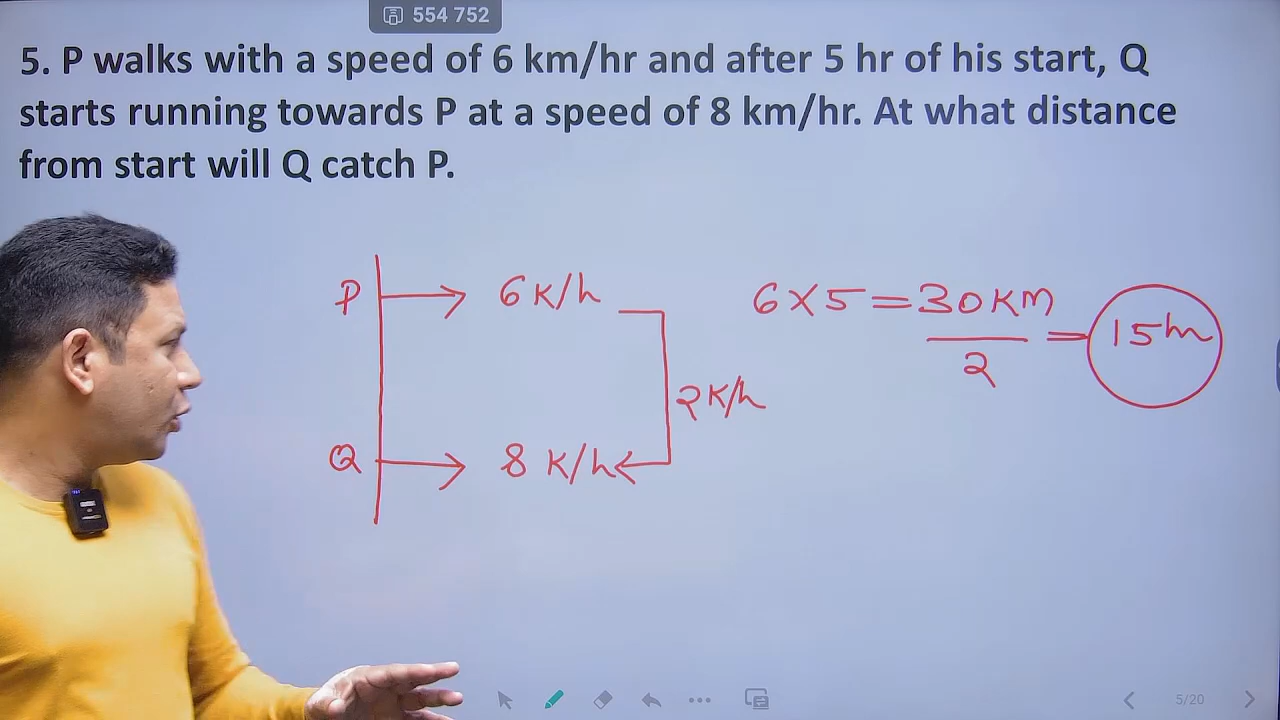 554 752
5. P walks with a speed of 6 km/hr and after 5 hr of his start, Q
starts running towards P at a speed of 8 km/hr. At what distance
from start will Q catch P.
P → 6 K/h
6 X 5 = 30 KM
2
= 15 hr
2 K/h
Q → 8 K/h
5/20